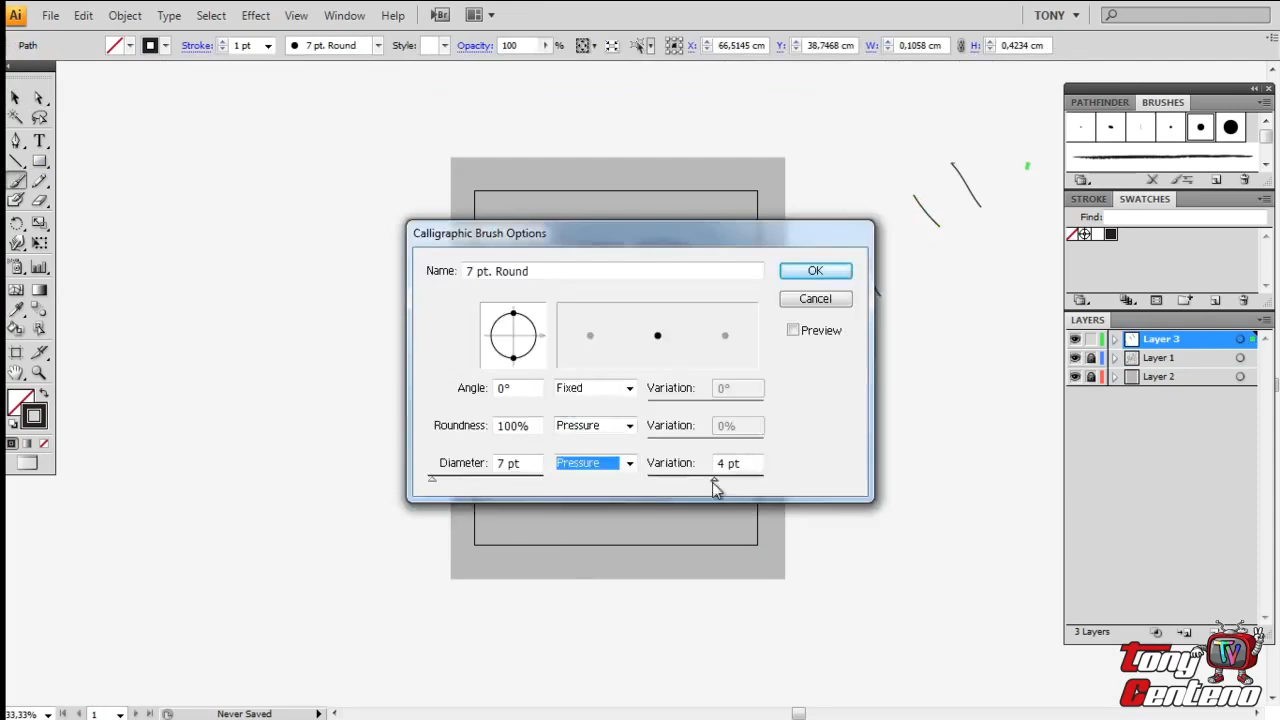 Ai File Edit Object Type Select Effect View Window Help Br TONY
Path Stroke: 1 pt 7 pt. Round Style: Opacity: 100 % X: 66,5145 cm Y: 38,7468 cm W: 0,1058 cm H: 0,4234 cm
PATHFINDER BRUSHES
STROKE SWATCHES
Find:
LAYERS
Layer 3
Layer 1
Layer 2
3 Layers
Calligraphic Brush Options
Name: 7 pt. Round OK
Cancel
Preview
Angle: 0° Fixed Variation: 0°
Roundness: 100% Pressure Variation: 0%
Diameter: 7 pt Pressure Variation: 4 pt
Tony TV
Centeno
33,33% 1 Never Saved